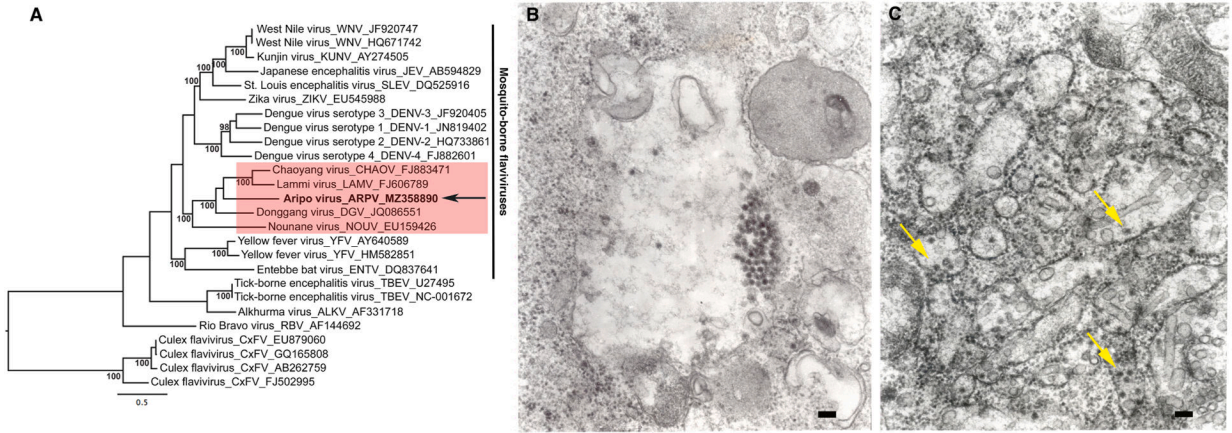 A
West Nile virus_WNV_JF920747
West Nile virus_WNV_HQ671742
100
Kunjin virus_KUNV_AY274505
100
Japanese encephalitis virus_JEV_AB594829
100
St. Louis encephalitis virus_SLEV_DQ525916
Zika virus_ZIKV_EU545988
Dengue virus serotype 3_DENV-3_JF920405
98
Dengue virus serotype 1_DENV-1_JN819402
Dengue virus serotype 2_DENV-2_HQ733861
100
Dengue virus serotype 4_DENV-4_FJ882601
Chaoyang virus_CHAOV_FJ883471
100
Lammi virus_LAMV_FJ606789
Aripo virus_ARPV_MZ358890
Donggang virus_DGV_JQ086551
100
Nounane virus_NOUV_EU159426
Yellow fever virus_YFV_AY640589
Yellow fever virus_YFV_HM582851
100
Entebbe bat virus_ENTV_DQ837641
Tick-borne encephalitis virus_TBEV_U27495
Tick-borne encephalitis virus_TBEV_NC-001672
Alkhurma virus_ALKV_AF331718
Rio Bravo virus_RBV_AF144692
Culex flavivirus_CxFV_EU879060
Culex flavivirus_CxFV_GQ165808
100
Culex flavivirus_CxFV_AB262759
100
Culex flavivirus_CxFV_FJ502995
0.5
Mosquito-borne flaviviruses
B
C